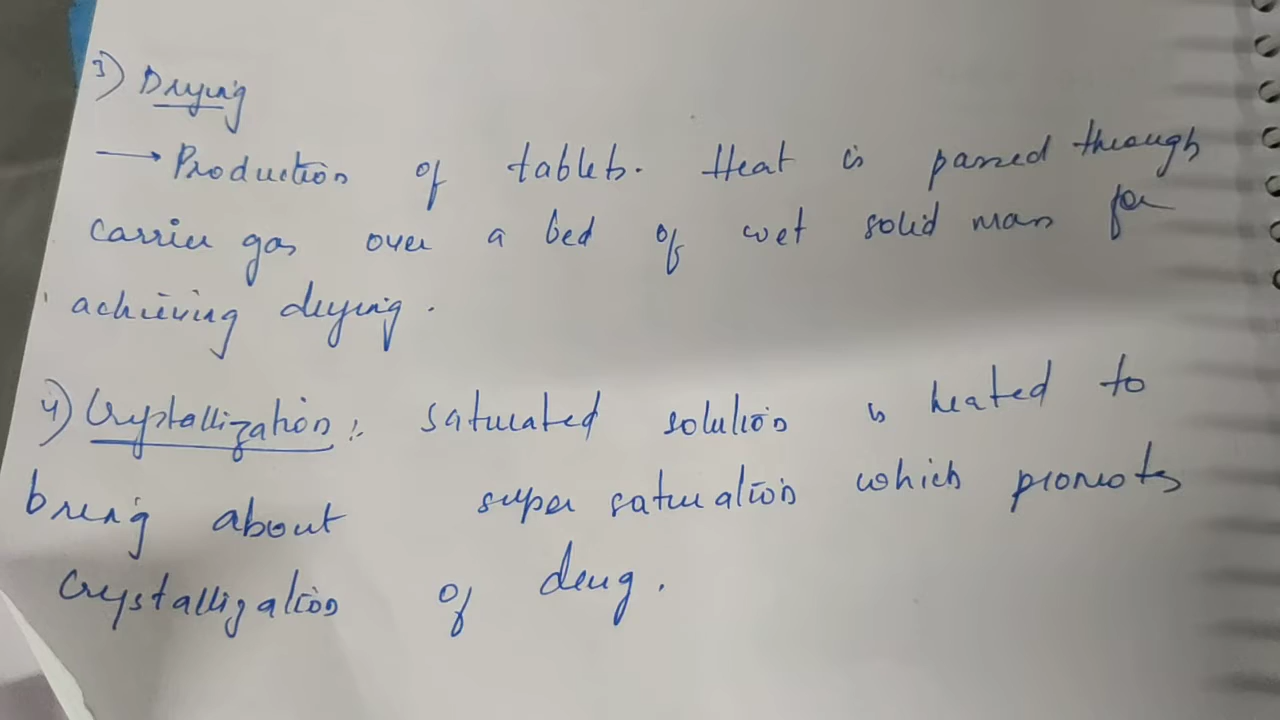 3) Drying
→ Production of tablets. Heat is passed through
carrier gas over a bed of wet solid mass for
achieving drying.
4) Crystallization :- saturated solution is heated to
bring about super saturation which promots
crystallization of drug.